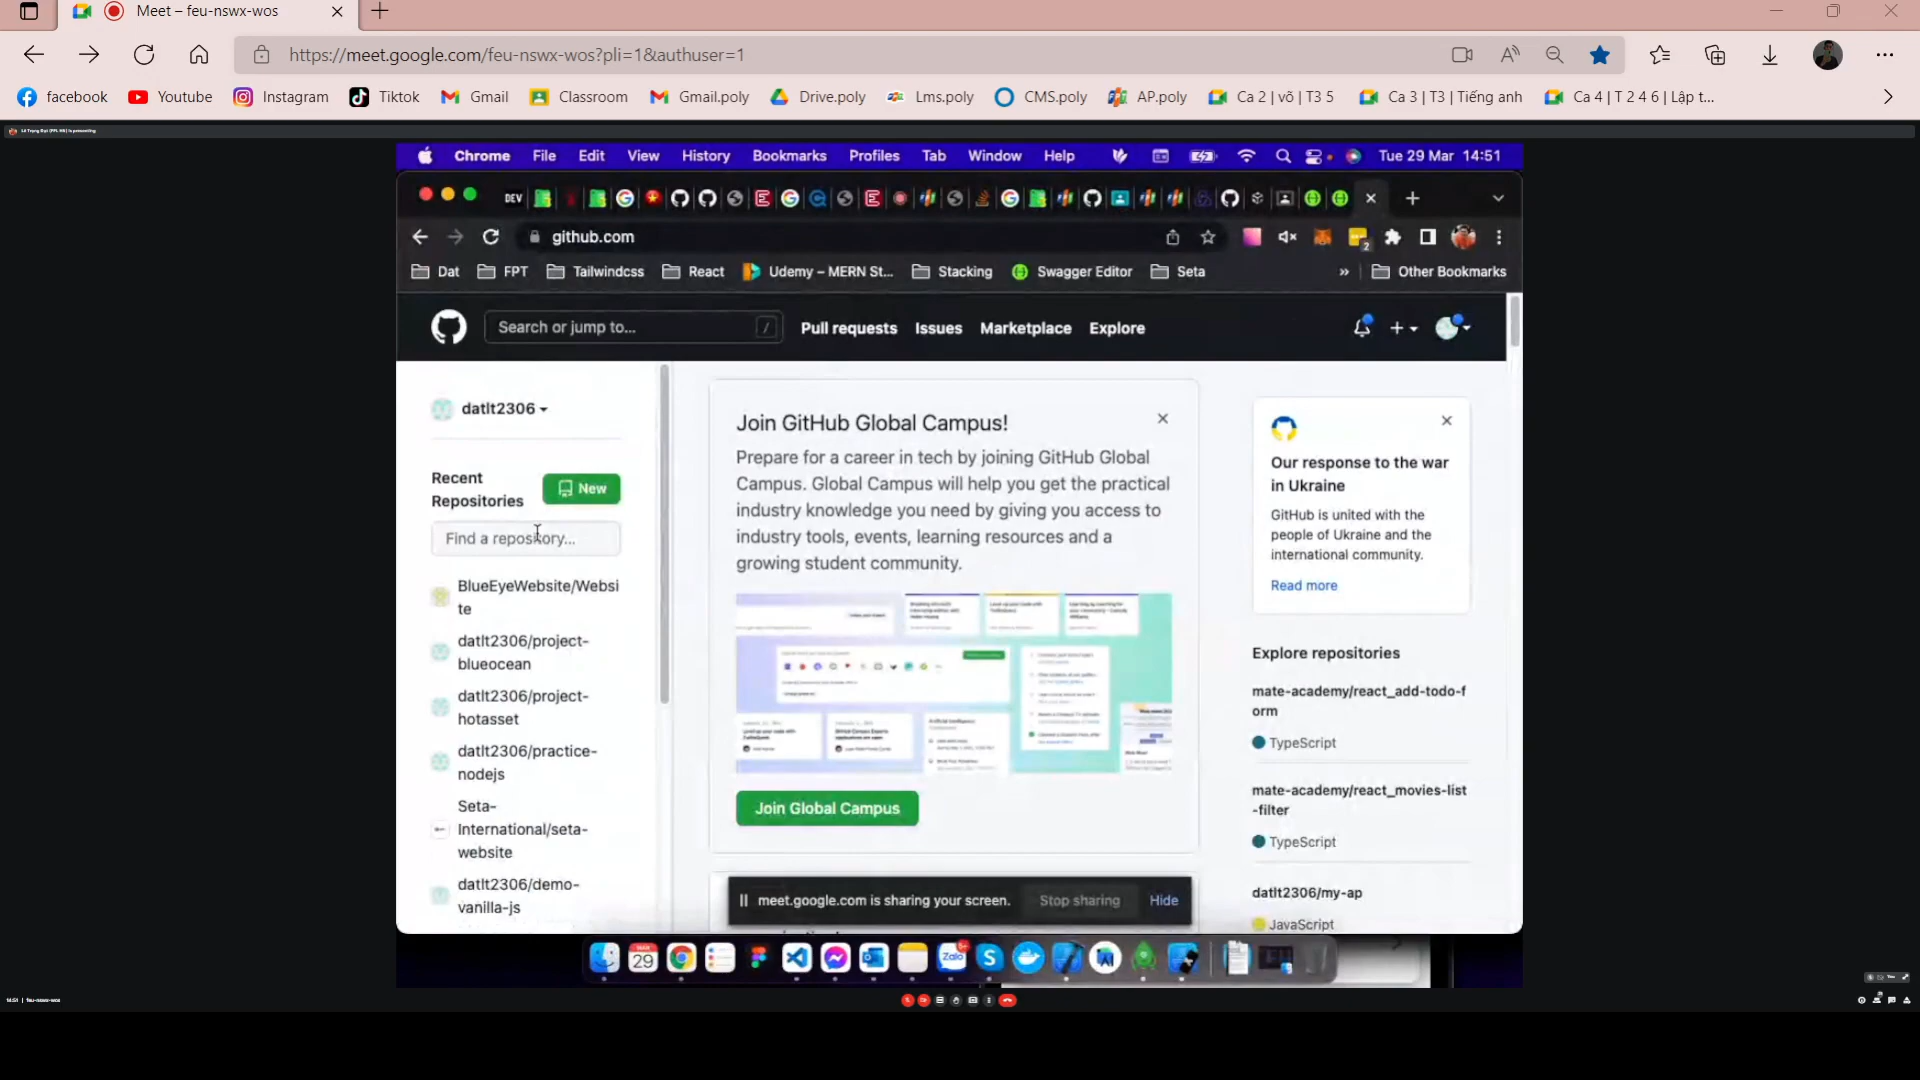 Meet – feu-nswx-wos
https://meet.google.com/feu-nswx-wos?pli=1&authuser=1
facebook Youtube Instagram Tiktok Gmail Classroom Gmail.poly Drive.poly Lms.poly CMS.poly AP.poly Ca 2 | võ | T3 5 Ca 3 | T3 | Tiếng anh Ca 4 | T 2 4 6 | Lập t...
Chrome File Edit View History Bookmarks Profiles Tab Window Help Tue 29 Mar 14:51
DEV
github.com
2
Dat FPT Tailwindcss React Udemy – MERN St... Stacking Swagger Editor Seta » Other Bookmarks
Search or jump to... / Pull requests Issues Marketplace Explore
datlt2306
Recent
Repositories
New
Find a repository...
BlueEyeWebsite/Websi
te
datlt2306/project-
blueocean
datlt2306/project-
hotasset
datlt2306/practice-
nodejs
Seta-
International/seta-
website
datlt2306/demo-
vanilla-js
Join GitHub Global Campus!
Prepare for a career in tech by joining GitHub Global
Campus. Global Campus will help you get the practical
industry knowledge you need by giving you access to
industry tools, events, learning resources and a
growing student community.
Join Global Campus
Our response to the war
in Ukraine
GitHub is united with the
people of Ukraine and the
international community.
Read more
Explore repositories
mate-academy/react_add-todo-f
orm
TypeScript
mate-academy/react_movies-list
-filter
TypeScript
datlt2306/my-ap
JavaScript
meet.google.com is sharing your screen. Stop sharing Hide
MAR
29
Zalo
14:51 | feu-nswx-wos